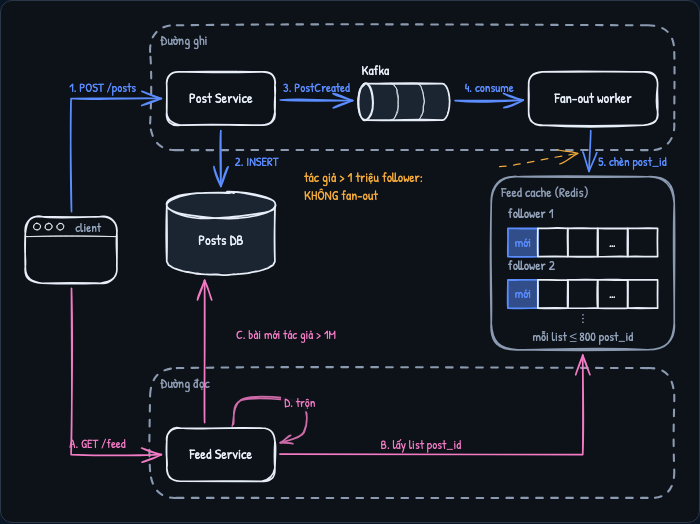 Đường ghi
1. POST /posts
Post Service
3. PostCreated
Kafka
4. consume
Fan-out worker
2. INSERT
5. chèn post_id
tác giả > 1 triệu follower:
KHÔNG fan-out
Feed cache (Redis)
follower 1
mới
...
follower 2
mới
...
⋮
mỗi list ≤ 800 post_id
client
Posts DB
C. bài mới tác giả > 1M
Đường đọc
D. trộn
A. GET /feed
Feed Service
B. lấy list post_id